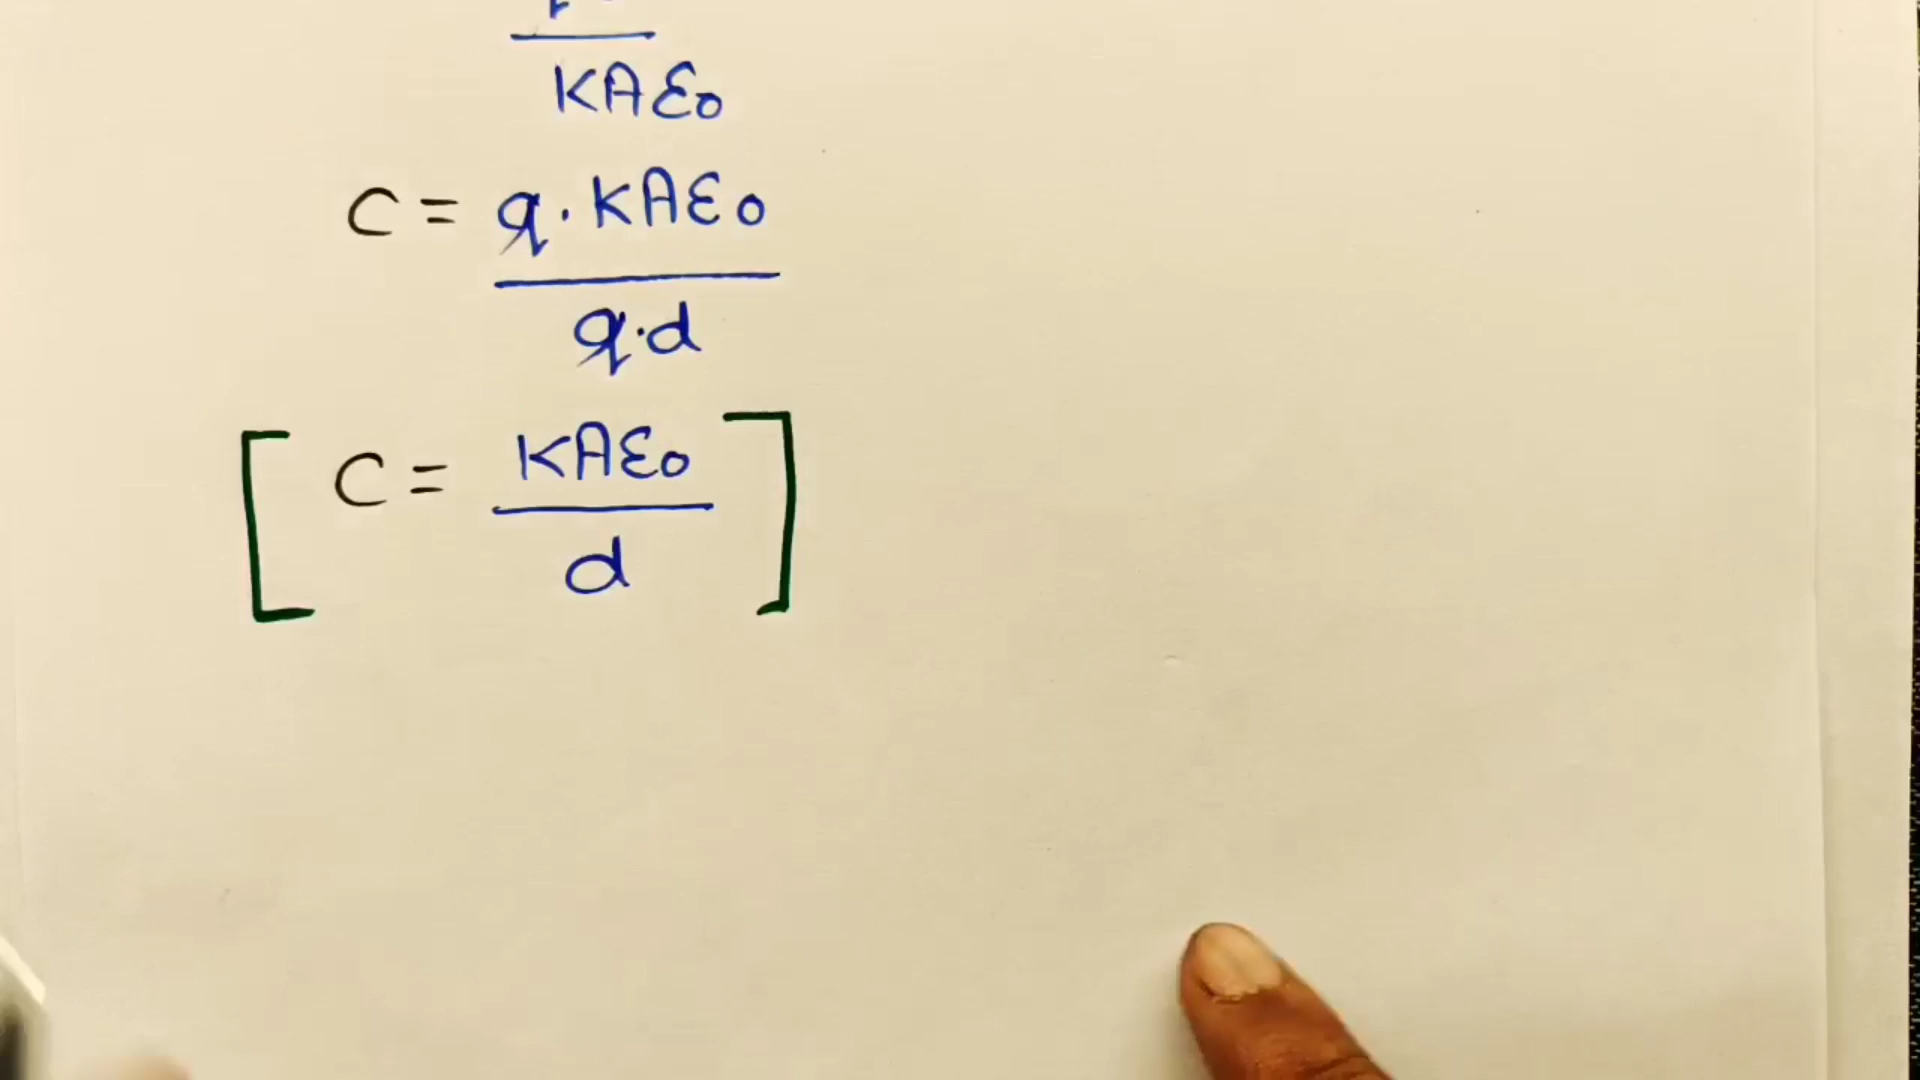 KAε₀
C = q·KAε₀
q·d
[ C = KAε₀ ]
d